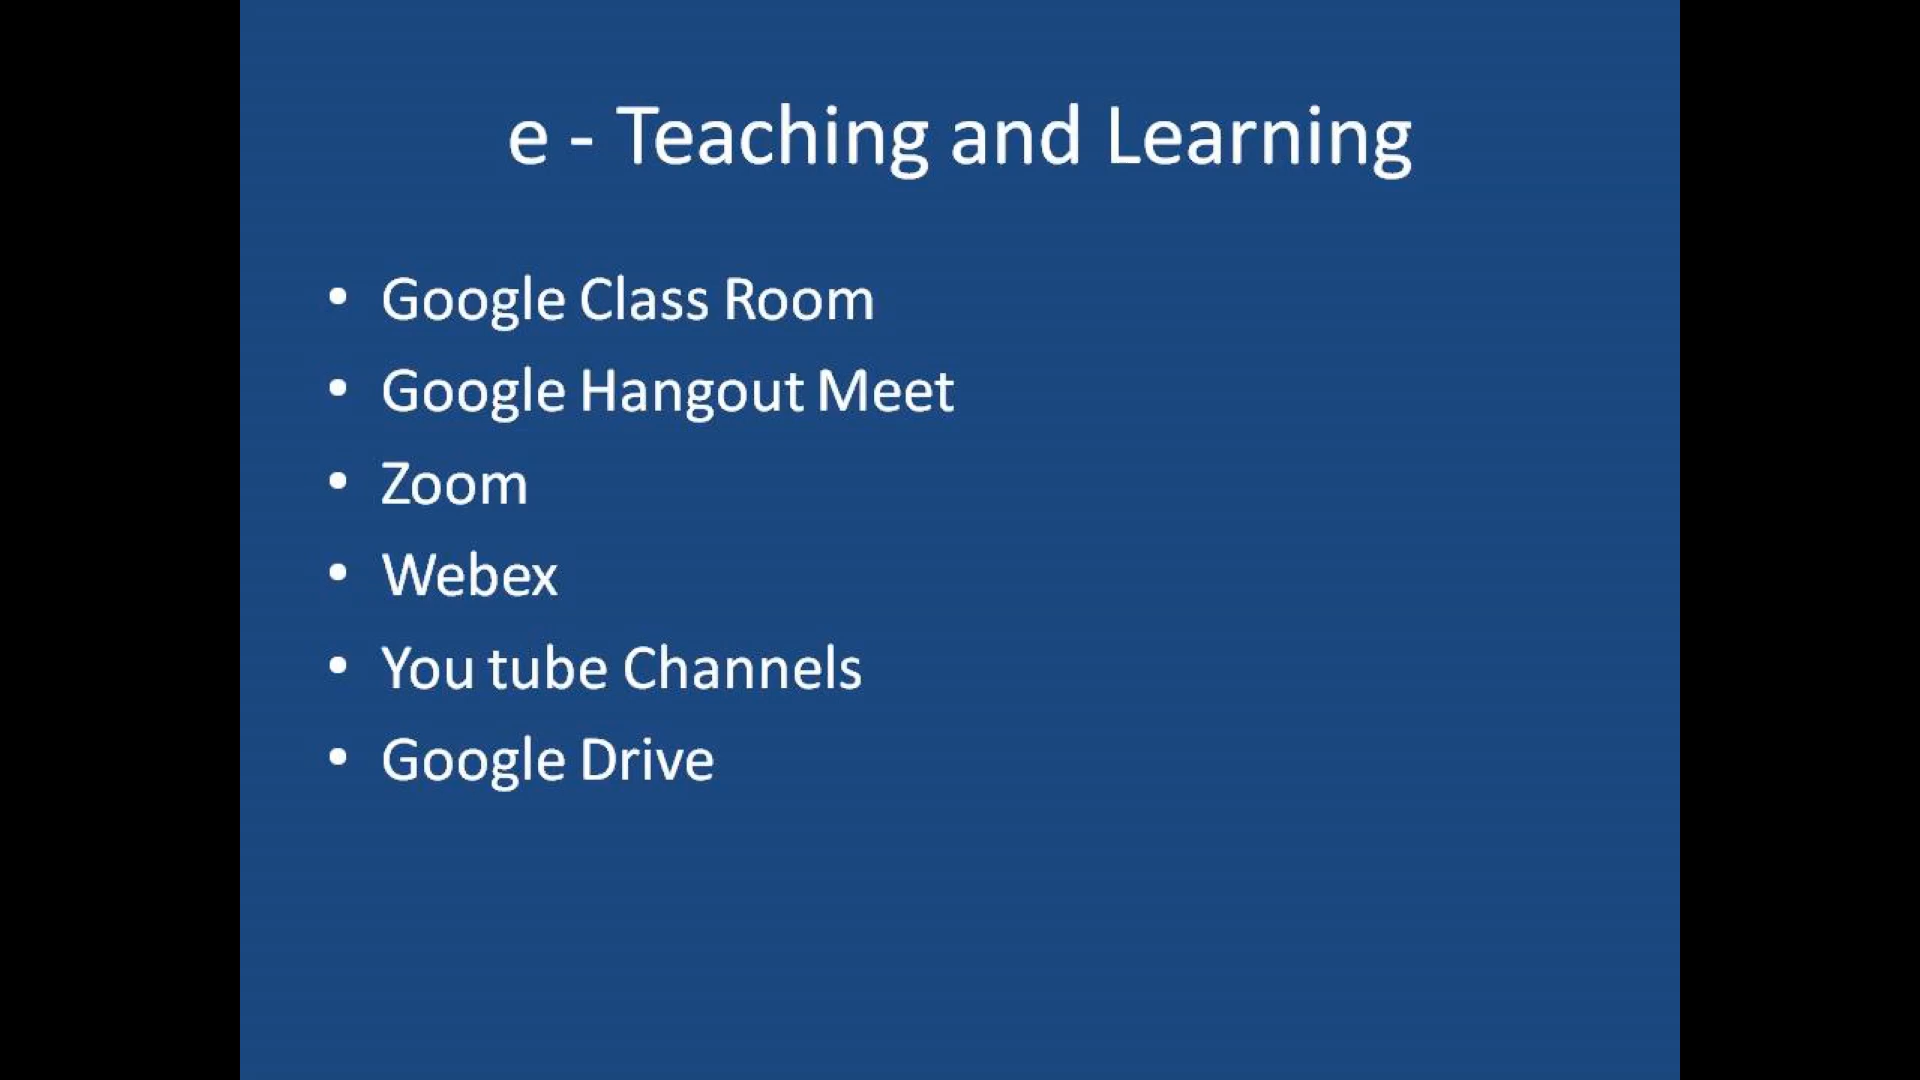 e - Teaching and Learning
• Google Class Room
• Google Hangout Meet
• Zoom
• Webex
• You tube Channels
• Google Drive